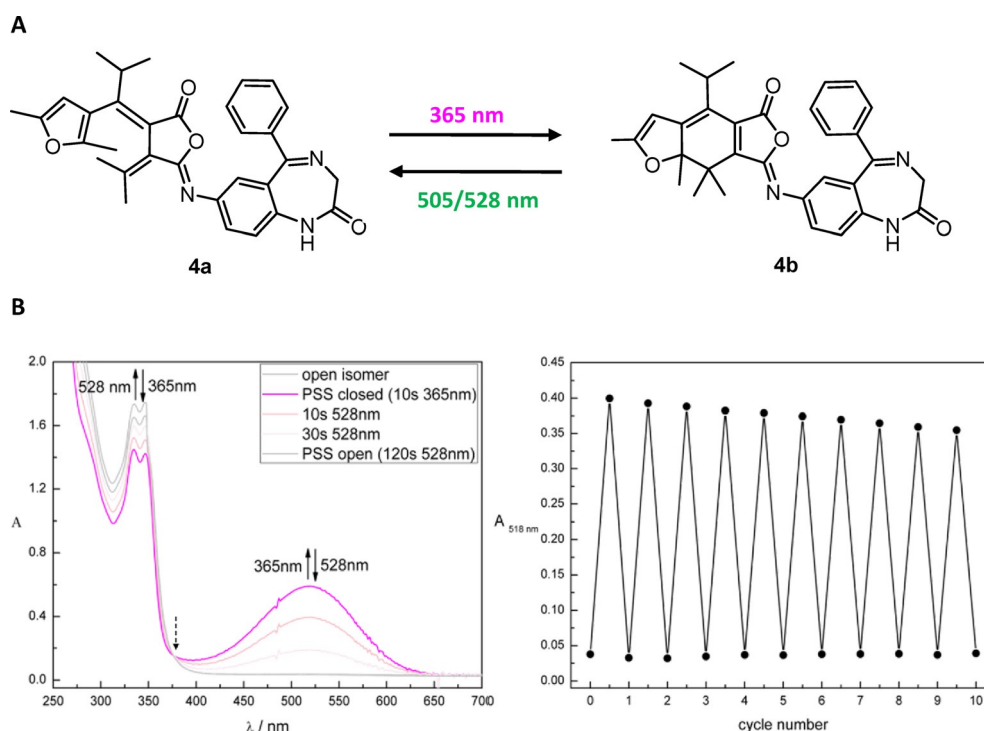 A
365 nm
505/528 nm
O
O
O
N
N
N
H
O
4a
O
O
O
N
N
N
H
O
4b
B
2.0
1.6
1.2
0.8
0.4
0.0
A
250 300 350 400 450 500 550 600 650 700
λ / nm
528 nm 365nm
open isomer
PSS closed (10s 365nm)
10s 528nm
30s 528nm
PSS open (120s 528nm)
365nm 528nm
0.45
0.40
0.35
0.30
0.25
0.20
0.15
0.10
0.05
0.00
A 518 nm
0 1 2 3 4 5 6 7 8 9 10
cycle number